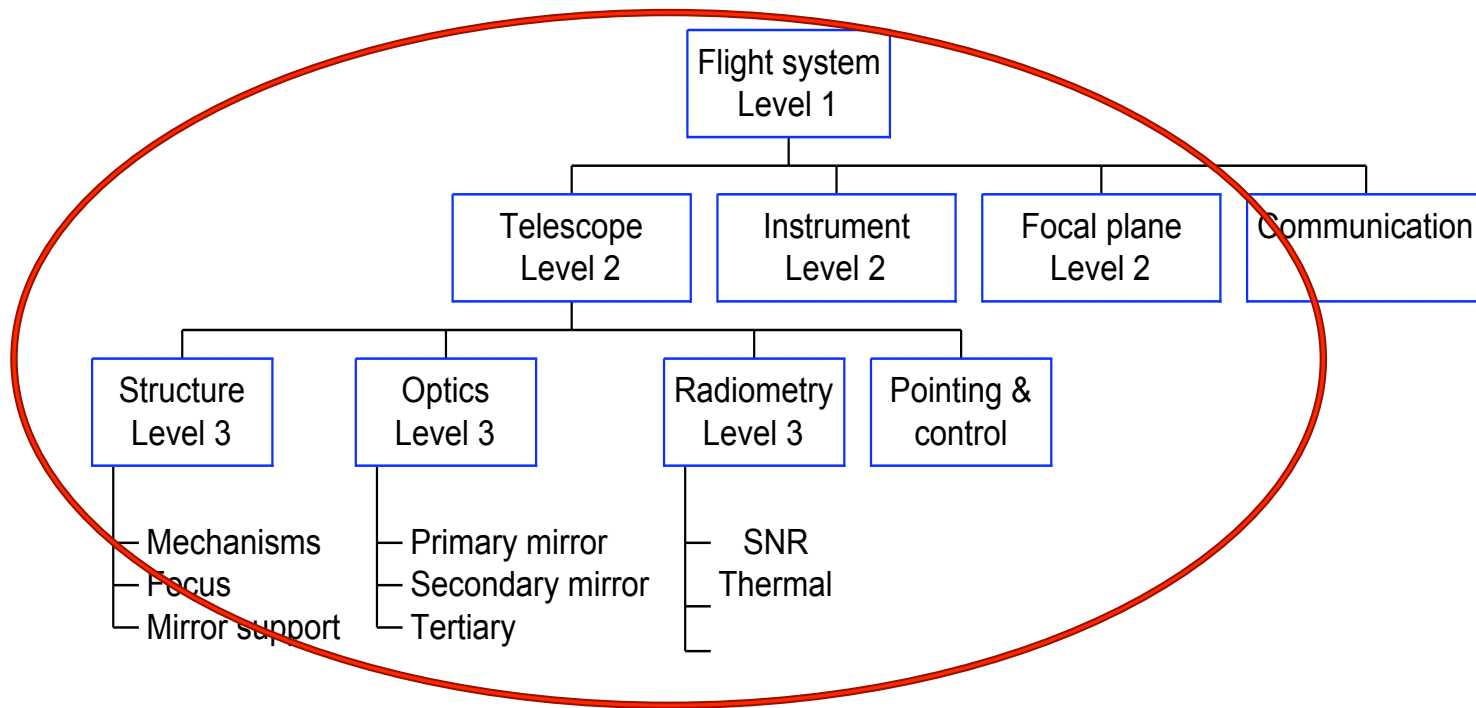 Flight system
Level 1
Telescope
Level 2
Instrument
Level 2
Focal plane
Level 2
Communication
Structure
Level 3
Optics
Level 3
Radiometry
Level 3
Pointing &
control
Mechanisms
Focus
Mirror support
Primary mirror
Secondary mirror
Tertiary
SNR
Thermal